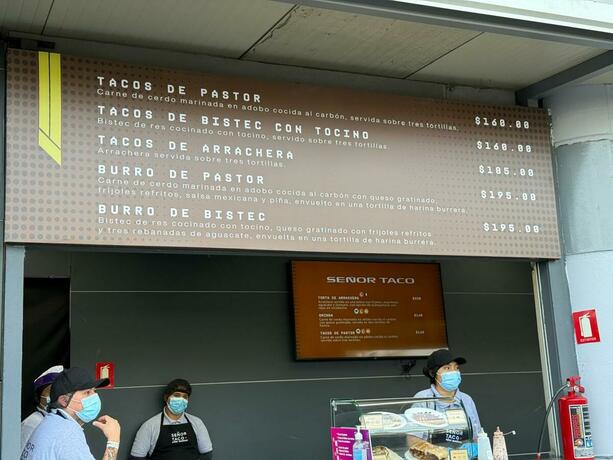 TACOS DE PASTOR
Carne de cerdo marinada en adobo cocida al carbón, servida sobre tres tortillas.
$160.00
TACOS DE BISTEC CON TOCINO
Bistec de res cocinado con tocino, servido sobre tres tortillas.
$160.00
TACOS DE ARRACHERA
Arrachera servida sobre tres tortillas.
$185.00
BURRO DE PASTOR
Carne de cerdo marinada en adobo cocida al carbón con queso gratinado,
frijoles refritos, salsa mexicana y piña, envuelto en una tortilla de harina burrera.
$195.00
BURRO DE BISTEC
Bistec de res cocinado con tocino, queso gratinado con frijoles refritos
y tres rebanadas de aguacate, envuelta en una tortilla de harina burrera.
$195.00
SEÑOR TACO
TORTA DE ARRACHERA
GRINGA
TACOS DE PASTOR
SEÑOR
TACO
EXTINTOR